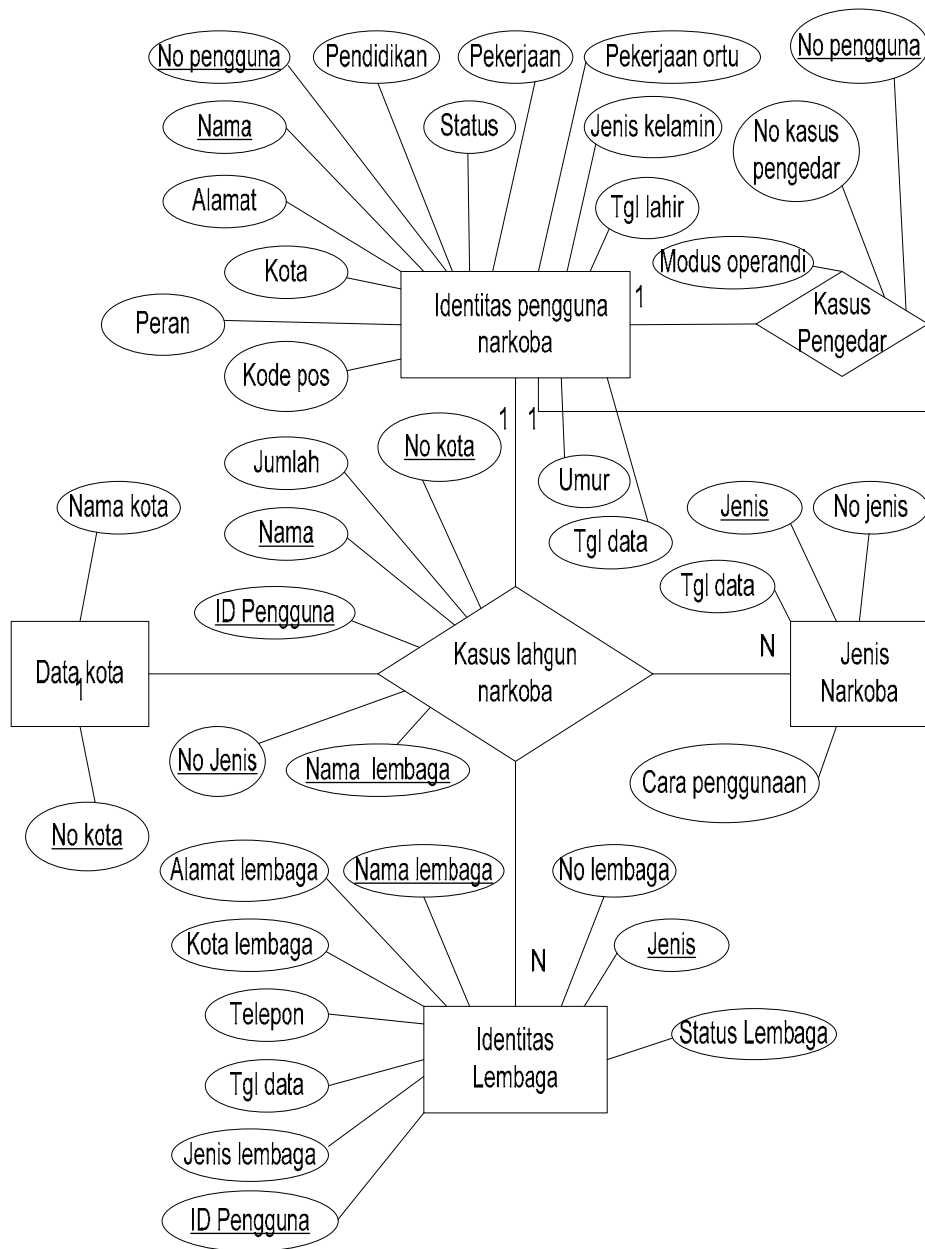 No pengguna
Pendidikan
Pekerjaan
Pekerjaan ortu
No pengguna
Nama
Status
Jenis kelamin
No kasus
pengedar
Alamat
Tgl lahir
Kota
Modus operandi
Peran
Identitas pengguna
narkoba
1
Kasus
Pengedar
Kode pos
1
1
No kota
Jumlah
Umur
Nama kota
Nama
Tgl data
Jenis
No jenis
Tgl data
ID Pengguna
Data kota
1
Kasus lahgun
narkoba
N
Jenis
Narkoba
No Jenis
Nama lembaga
Cara penggunaan
No kota
Alamat lembaga
Nama lembaga
No lembaga
Kota lembaga
Jenis
N
Telepon
Identitas
Lembaga
Status Lembaga
Tgl data
Jenis lembaga
ID Pengguna